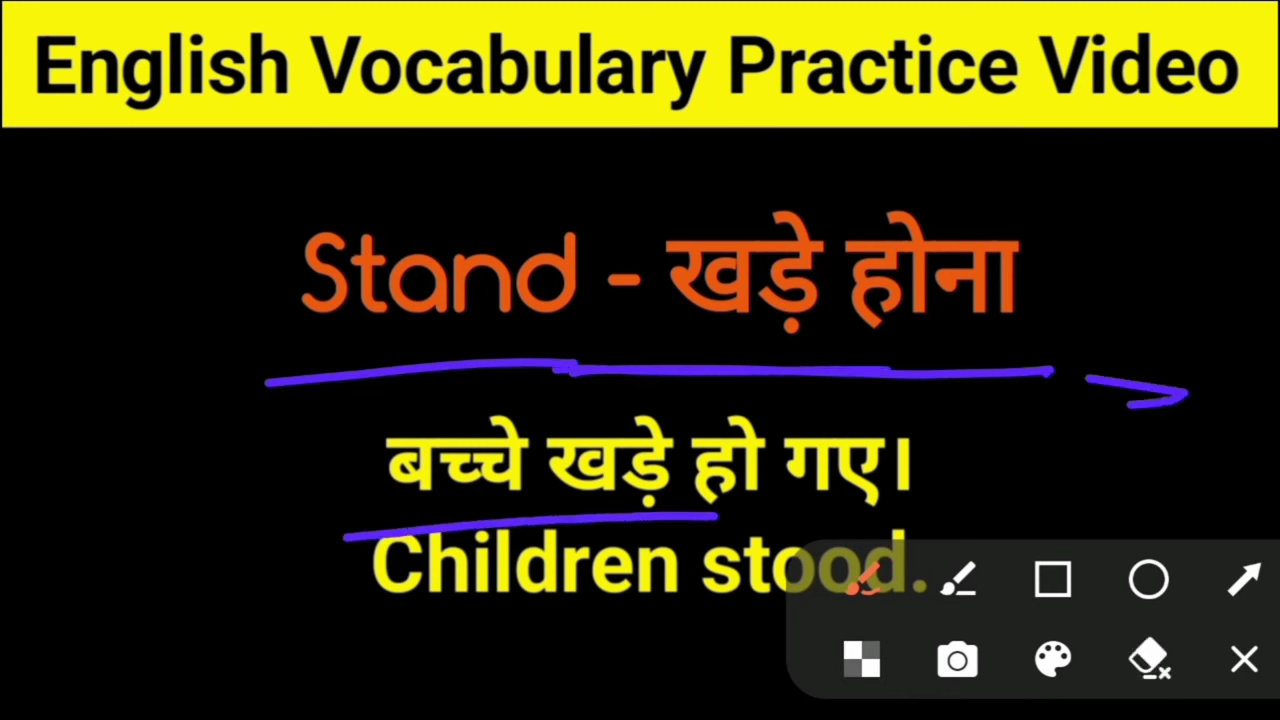 English Vocabulary Practice Video
Stand - खड़े होना
बच्चे खड़े हो गए।
Children stood.